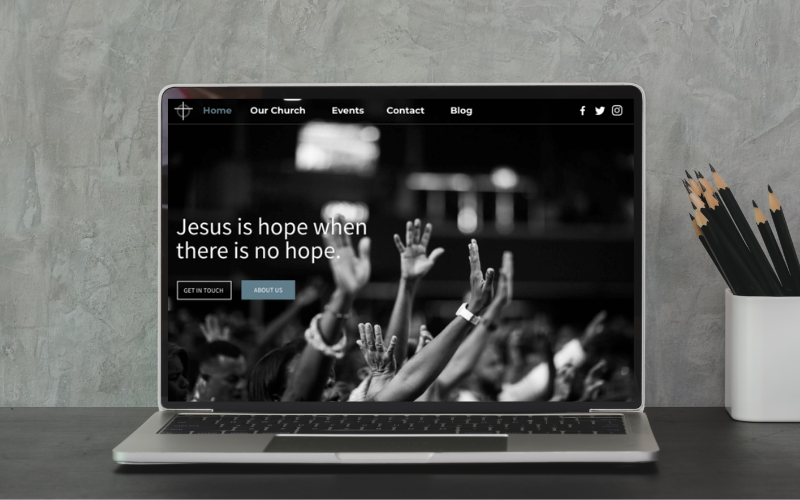 Home Our Church Events Contact Blog
Jesus is hope when
there is no hope.
GET IN TOUCH ABOUT US